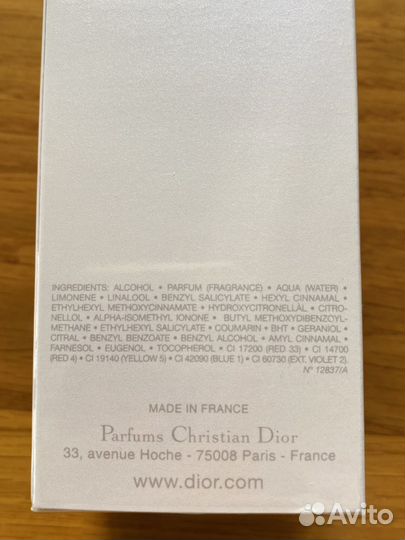 INGREDIENTS: ALCOHOL • PARFUM (FRAGRANCE) • AQUA (WATER) •
LIMONENE • LINALOOL • BENZYL SALICYLATE • HEXYL CINNAMAL •
ETHYLHEXYL METHOXYCINNAMATE • HYDROXYCITRONELLAL • CITRO-
NELLOL • ALPHA-ISOMETHYL IONONE • BUTYL METHOXYDIBENZOYL-
METHANE • ETHYLHEXYL SALICYLATE • COUMARIN • BHT • GERANIOL •
CITRAL • BENZYL BENZOATE • BENZYL ALCOHOL • AMYL CINNAMAL •
FARNESOL • EUGENOL • TOCOPHEROL • CI 17200 (RED 33) • CI 14700
(RED 4) • CI 19140 (YELLOW 5) • CI 42090 (BLUE 1) • CI 60730 (EXT. VIOLET 2).
N° 12837/A
MADE IN FRANCE
Parfums Christian Dior
33, avenue Hoche - 75008 Paris - France
www.dior.com
Avito